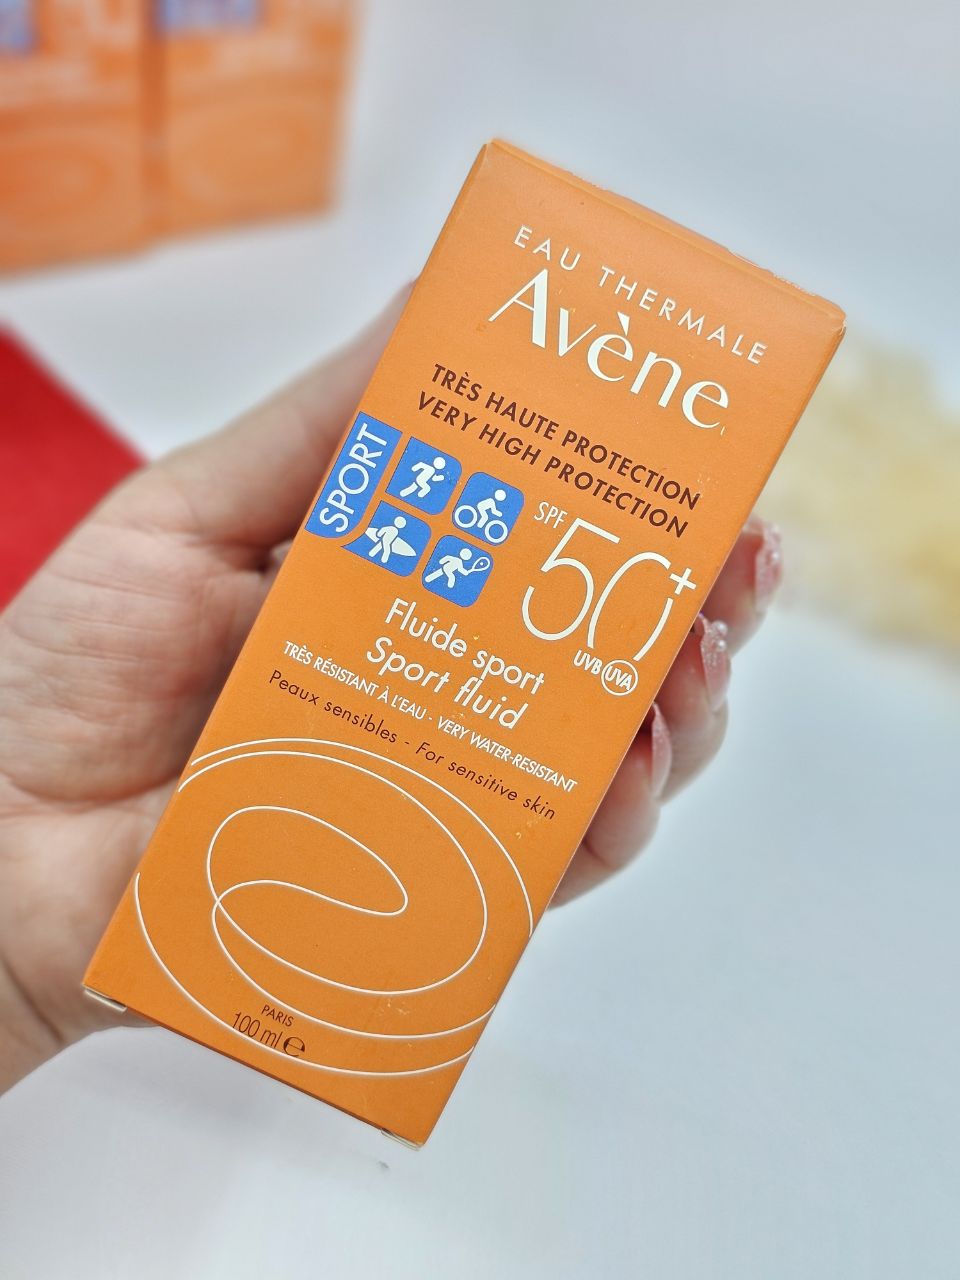 EAU THERMALE
Avène
TRÈS HAUTE PROTECTION
VERY HIGH PROTECTION
SPORT
SPF 50+
UVB UVA
Fluide sport
Sport fluid
TRÈS RÉSISTANT À L'EAU - VERY WATER-RESISTANT
Peaux sensibles - For sensitive skin
PARIS
100 ml e